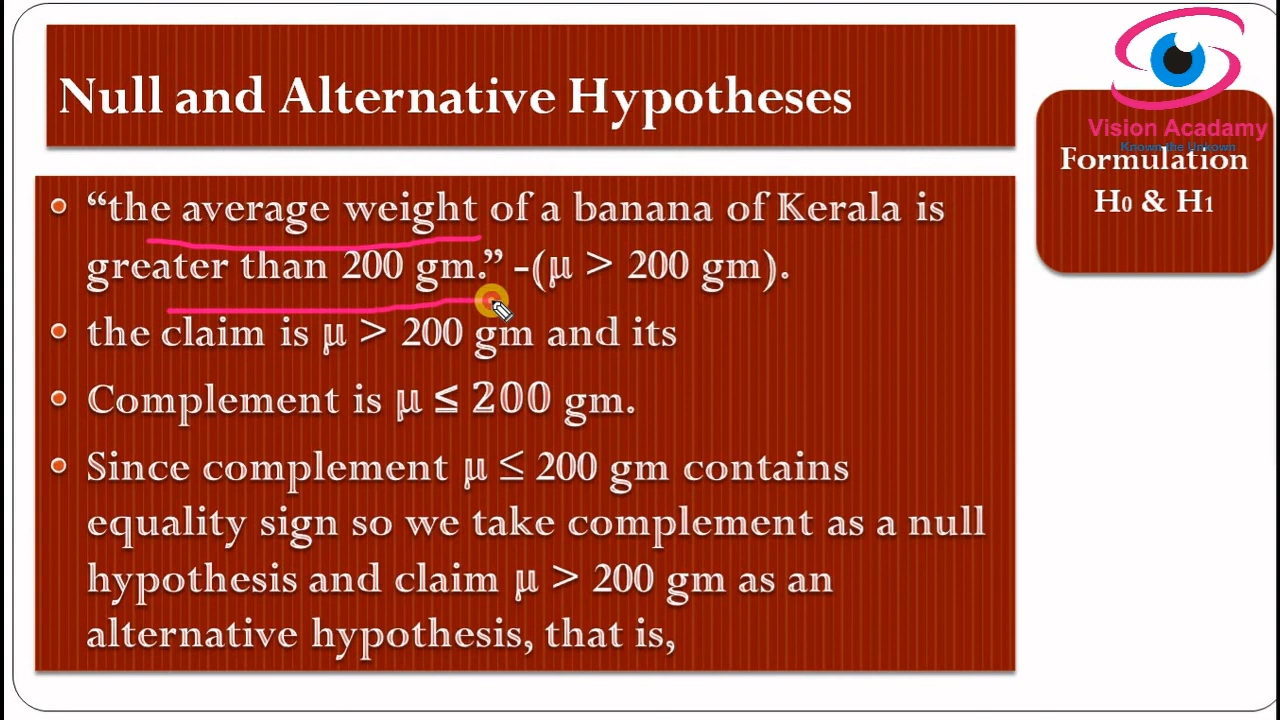 Null and Alternative Hypotheses
Vision Acadamy
Known the Unkown
Formulation
H₀ & H₁
“the average weight of a banana of Kerala is
greater than 200 gm.” -(μ > 200 gm).
the claim is μ > 200 gm and its
Complement is μ ≤ 200 gm.
Since complement μ ≤ 200 gm contains
equality sign so we take complement as a null
hypothesis and claim μ > 200 gm as an
alternative hypothesis, that is,